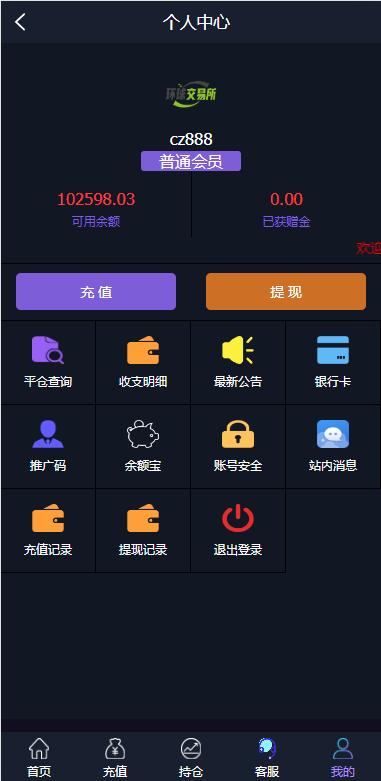 个人中心
环球交易所
cz888
普通会员
102598.03
0.00
可用余额
已获赠金
欢迎
充值
提现
平仓查询
收支明细
最新公告
银行卡
推广码
余额宝
账号安全
站内消息
充值记录
提现记录
退出登录
首页
充值
持仓
客服
我的